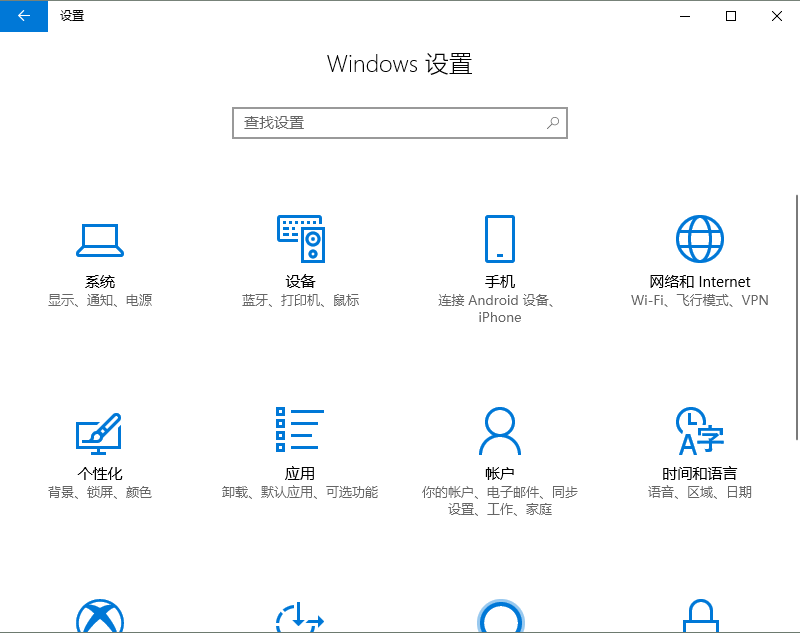 设置
Windows 设置
查找设置
系统
显示、通知、电源
设备
蓝牙、打印机、鼠标
手机
连接 Android 设备、
iPhone
网络和 Internet
Wi-Fi、飞行模式、VPN
个性化
背景、锁屏、颜色
应用
卸载、默认应用、可选功能
帐户
你的帐户、电子邮件、同步
设置、工作、家庭
时间和语言
语音、区域、日期